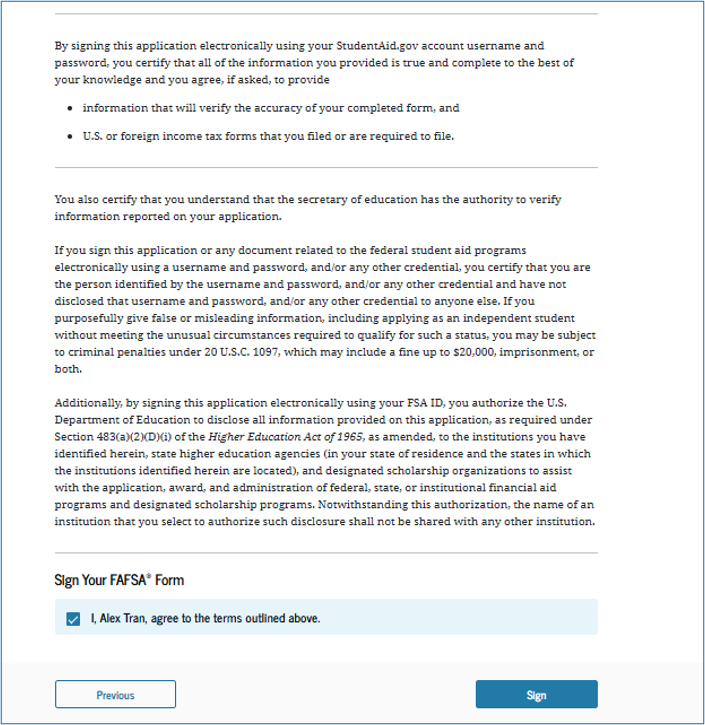 By signing this application electronically using your StudentAid.gov account username and
password, you certify that all of the information you provided is true and complete to the best of
your knowledge and you agree, if asked, to provide
• information that will verify the accuracy of your completed form, and
• U.S. or foreign income tax forms that you filed or are required to file.
You also certify that you understand that the secretary of education has the authority to verify
information reported on your application.
If you sign this application or any document related to the federal student aid programs
electronically using a username and password, and/or any other credential, you certify that you are
the person identified by the username and password, and/or any other credential and have not
disclosed that username and password, and/or any other credential to anyone else. If you
purposefully give false or misleading information, including applying as an independent student
without meeting the unusual circumstances required to qualify for such a status, you may be subject
to criminal penalties under 20 U.S.C. 1097, which may include a fine up to $20,000, imprisonment, or
both.
Additionally, by signing this application electronically using your FSA ID, you authorize the U.S.
Department of Education to disclose all information provided on this application, as required under
Section 483(a)(2)(D)(i) of the Higher Education Act of 1965, as amended, to the institutions you have
identified herein, state higher education agencies (in your state of residence and the states in which
the institutions identified herein are located), and designated scholarship organizations to assist
with the application, award, and administration of federal, state, or institutional financial aid
programs and designated scholarship programs. Notwithstanding this authorization, the name of an
institution that you select to authorize such disclosure shall not be shared with any other institution.
Sign Your FAFSA® Form
I, Alex Tran, agree to the terms outlined above.
Previous
Sign